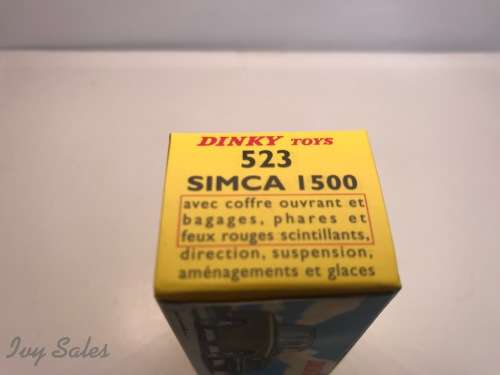 DINKY TOYS
523
SIMCA 1500
avec coffre ouvrant et
bagages, phares et
feux rouges scintillants,
direction, suspension,
aménagements et glaces
Ivy Sales